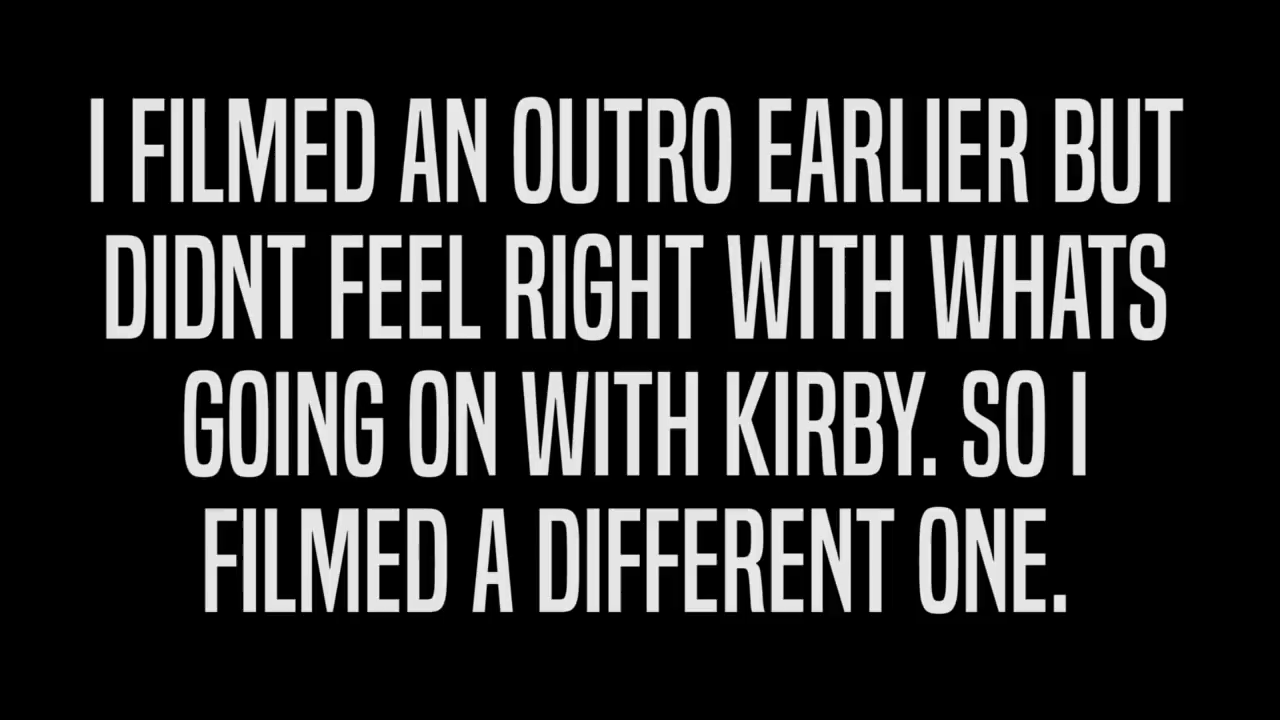 I FILMED AN OUTRO EARLIER BUT
DIDNT FEEL RIGHT WITH WHATS
GOING ON WITH KIRBY. SO I
FILMED A DIFFERENT ONE.